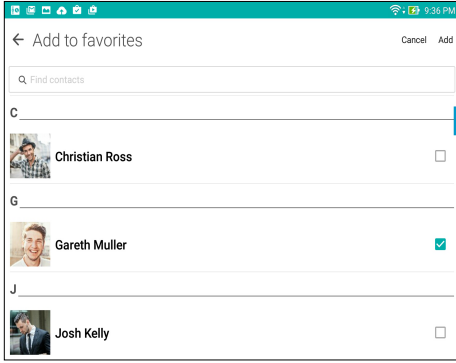 9:36 PM
Add to favorites
Cancel Add
Find contacts
C
Christian Ross
G
Gareth Muller
J
Josh Kelly